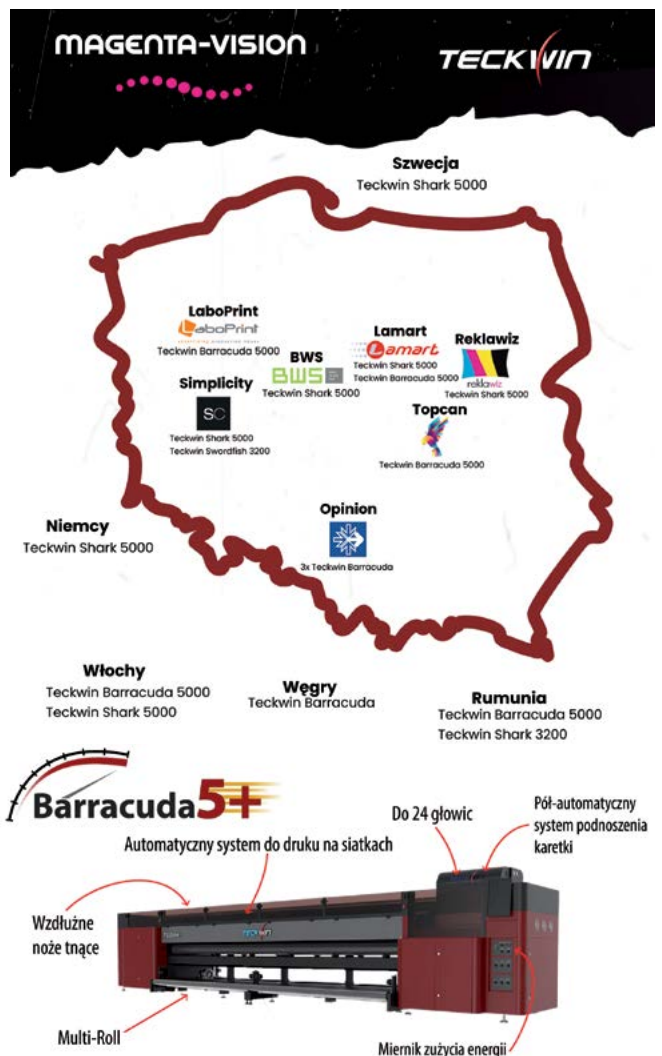 MAGENTA-VISION
TECKWIN
Szwecja
Teckwin Shark 5000
LaboPrint
LaboPrint
Teckwin Barracuda 5000
BWS
BWS
Teckwin Shark 5000
Lamart
Lamart
Teckwin Shark 5000
Teckwin Barracuda 5000
Reklawiz
reklawiz
Teckwin Shark 5000
Simplicity
SC
Teckwin Shark 5000
Teckwin Swordfish 3200
Topcan
Teckwin Barracuda 5000
Opinion
3x Teckwin Barracuda
Niemcy
Teckwin Shark 5000
Włochy
Teckwin Barracuda 5000
Teckwin Shark 5000
Węgry
Teckwin Barracuda
Rumunia
Teckwin Barracuda 5000
Teckwin Shark 3200
Barracuda 5+
Do 24 głowic
Pół-automatyczny
system podnoszenia
karetki
Automatyczny system do druku na siatkach
Wzdłużne
noże tnące
TECKWIN
Multi-Roll
Miernik zużycia energii